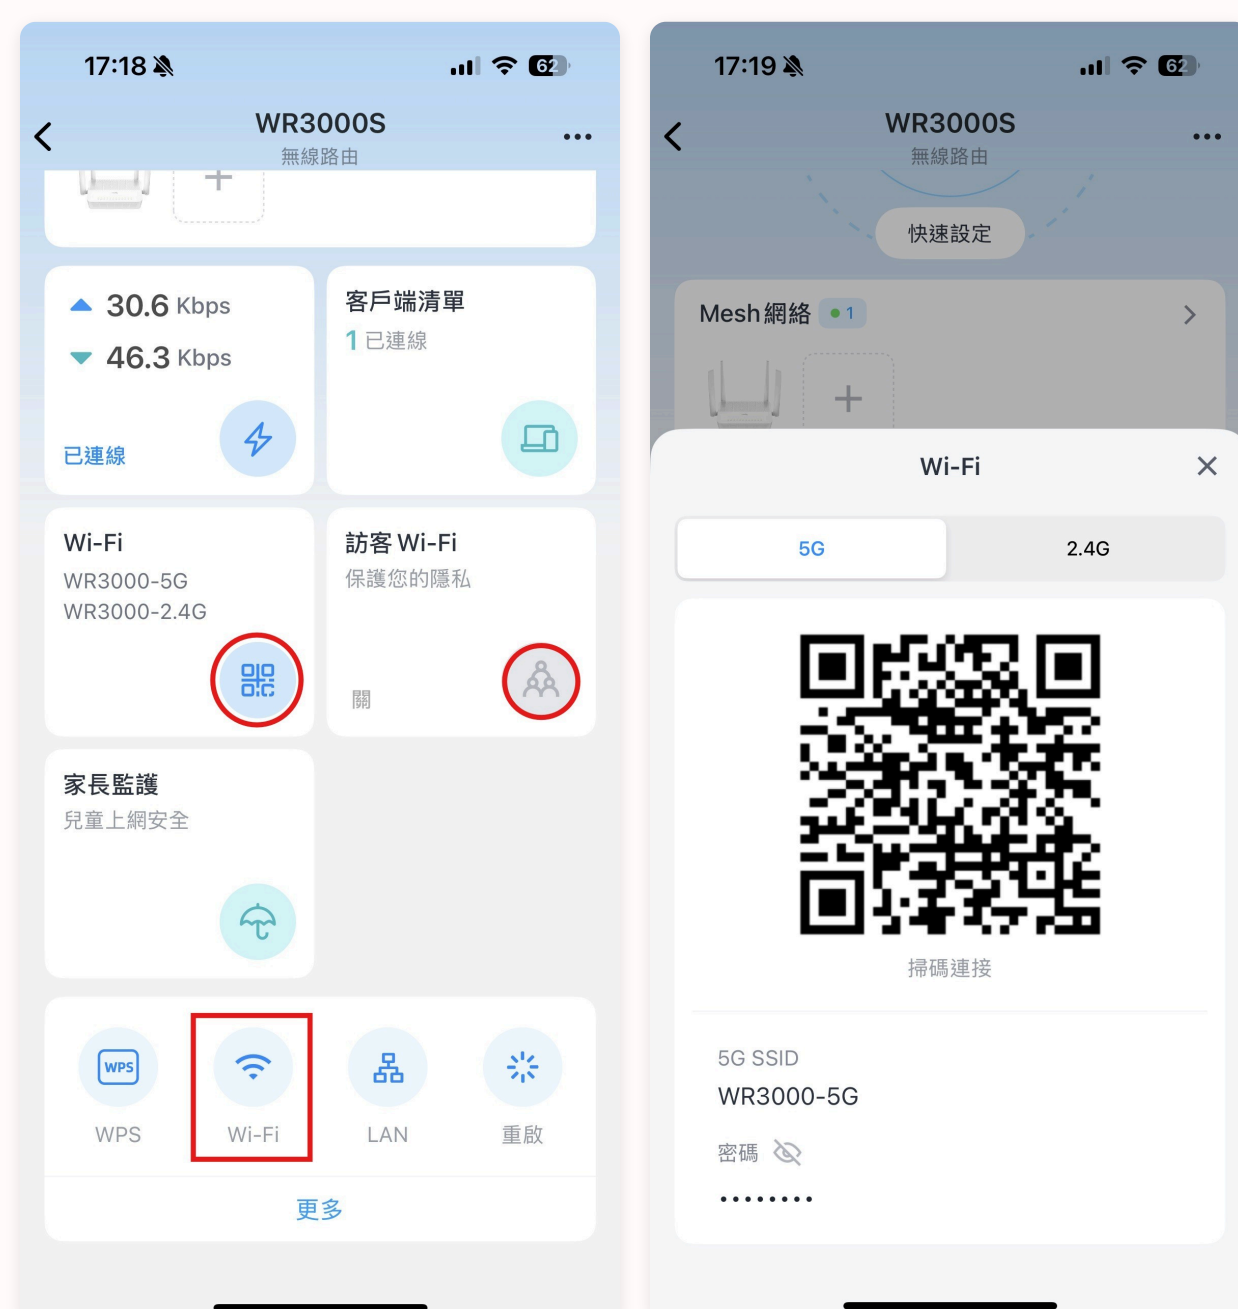 17:18
62
WR3000S
無線路由
30.6 Kbps
46.3 Kbps
已連線
客戶端清單
1 已連線
Wi-Fi
WR3000-5G
WR3000-2.4G
訪客 Wi-Fi
保護您的隱私
關
家長監護
兒童上網安全
WPS
WPS
Wi-Fi
LAN
重啟
更多
17:19
62
WR3000S
無線路由
快速設定
Mesh 網絡 1
Wi-Fi
5G
2.4G
掃碼連接
5G SSID
WR3000-5G
密碼
••••••••